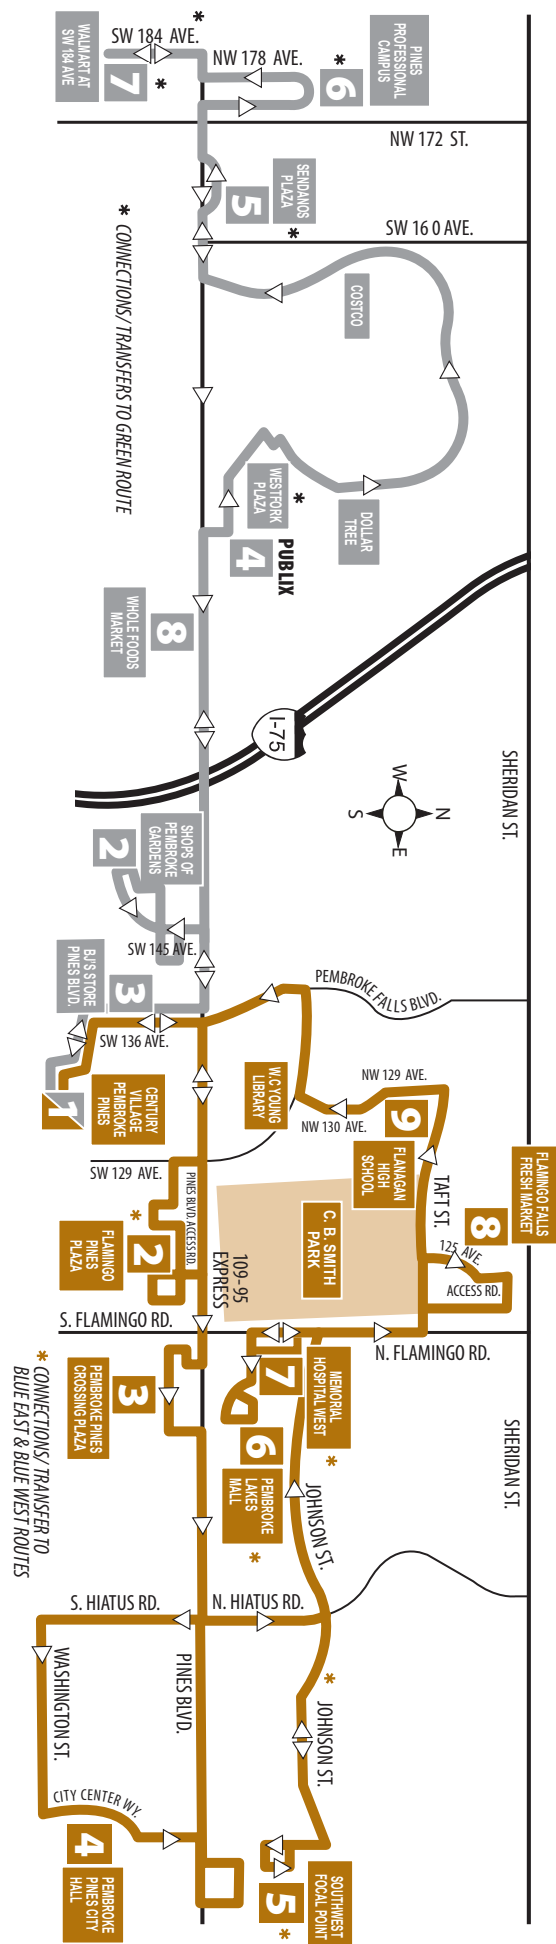 WALMART AT
SW 184 AVE
7
*
SW 184 AVE.
*
NW 178 AVE.
*
6
PINES
PROFESSIONAL
CAMPUS
NW 172 ST.
5
SENDANOS
PLAZA
*
SW 16 0 AVE.
* CONNECTIONS/ TRANSFERS TO GREEN ROUTE
COSTCO
WESTFORK
PLAZA
*
4
PUBLIX
DOLLAR
TREE
WHOLE FOODS
MARKET
8
I-75
SHERIDAN ST.
N
S
W
E
2
SHOPS OF
PEMBROKE
GARDENS
SW 145 AVE.
BJ'S STORE
PINES BLVD.
3
SW 136 AVE.
1
CENTURY
VILLAGE
PEMBROKE
PINES
PEMBROKE FALLS BLVD.
W.C YOUNG
LIBRARY
NW 129 AVE.
NW 130 AVE.
9
FLANAGAN
HIGH
SCHOOL
TAFT ST.
8
FLAMINGO FALLS
FRESH MARKET
125 AVE.
ACCESS RD.
SW 129 AVE.
PINES BLVD. ACCESS RD.
*
2
FLAMINGO
PINES
PLAZA
C. B. SMITH
PARK
109-95
EXPRESS
S. FLAMINGO RD.
N. FLAMINGO RD.
3
PEMBROKE PINES
CROSSING PLAZA
7
MEMORIAL
HOSPITAL WEST
*
6
PEMBROKE
LAKES
MALL
*
* CONNECTIONS/ TRANSFER TO
BLUE EAST & BLUE WEST ROUTES
JOHNSON ST.
SHERIDAN ST.
S. HIATUS RD.
N. HIATUS RD.
WASHINGTON ST.
PINES BLVD.
*
JOHNSON ST.
CITY CENTER WY.
4
PEMBROKE
PINES CITY
HALL
5
SOUTHWEST
FOCAL POINT
*